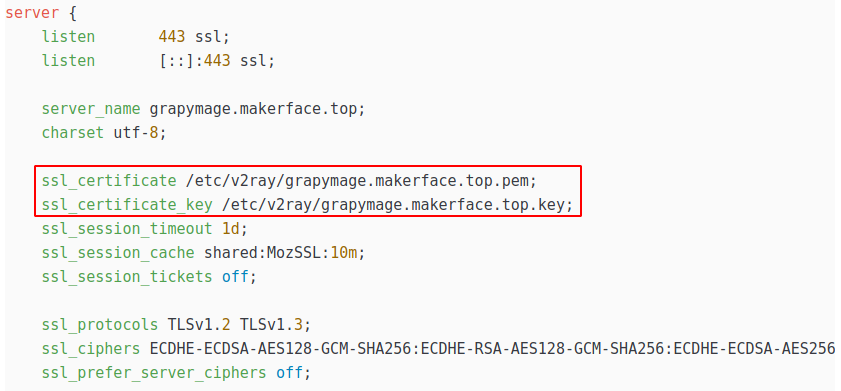 server {
listen 443 ssl;
listen [::]:443 ssl;
server_name grapymage.makerface.top;
charset utf-8;
ssl_certificate /etc/v2ray/grapymage.makerface.top.pem;
ssl_certificate_key /etc/v2ray/grapymage.makerface.top.key;
ssl_session_timeout 1d;
ssl_session_cache shared:MozSSL:10m;
ssl_session_tickets off;
ssl_protocols TLSv1.2 TLSv1.3;
ssl_ciphers ECDHE-ECDSA-AES128-GCM-SHA256:ECDHE-RSA-AES128-GCM-SHA256:ECDHE-ECDSA-AES256
ssl_prefer_server_ciphers off;